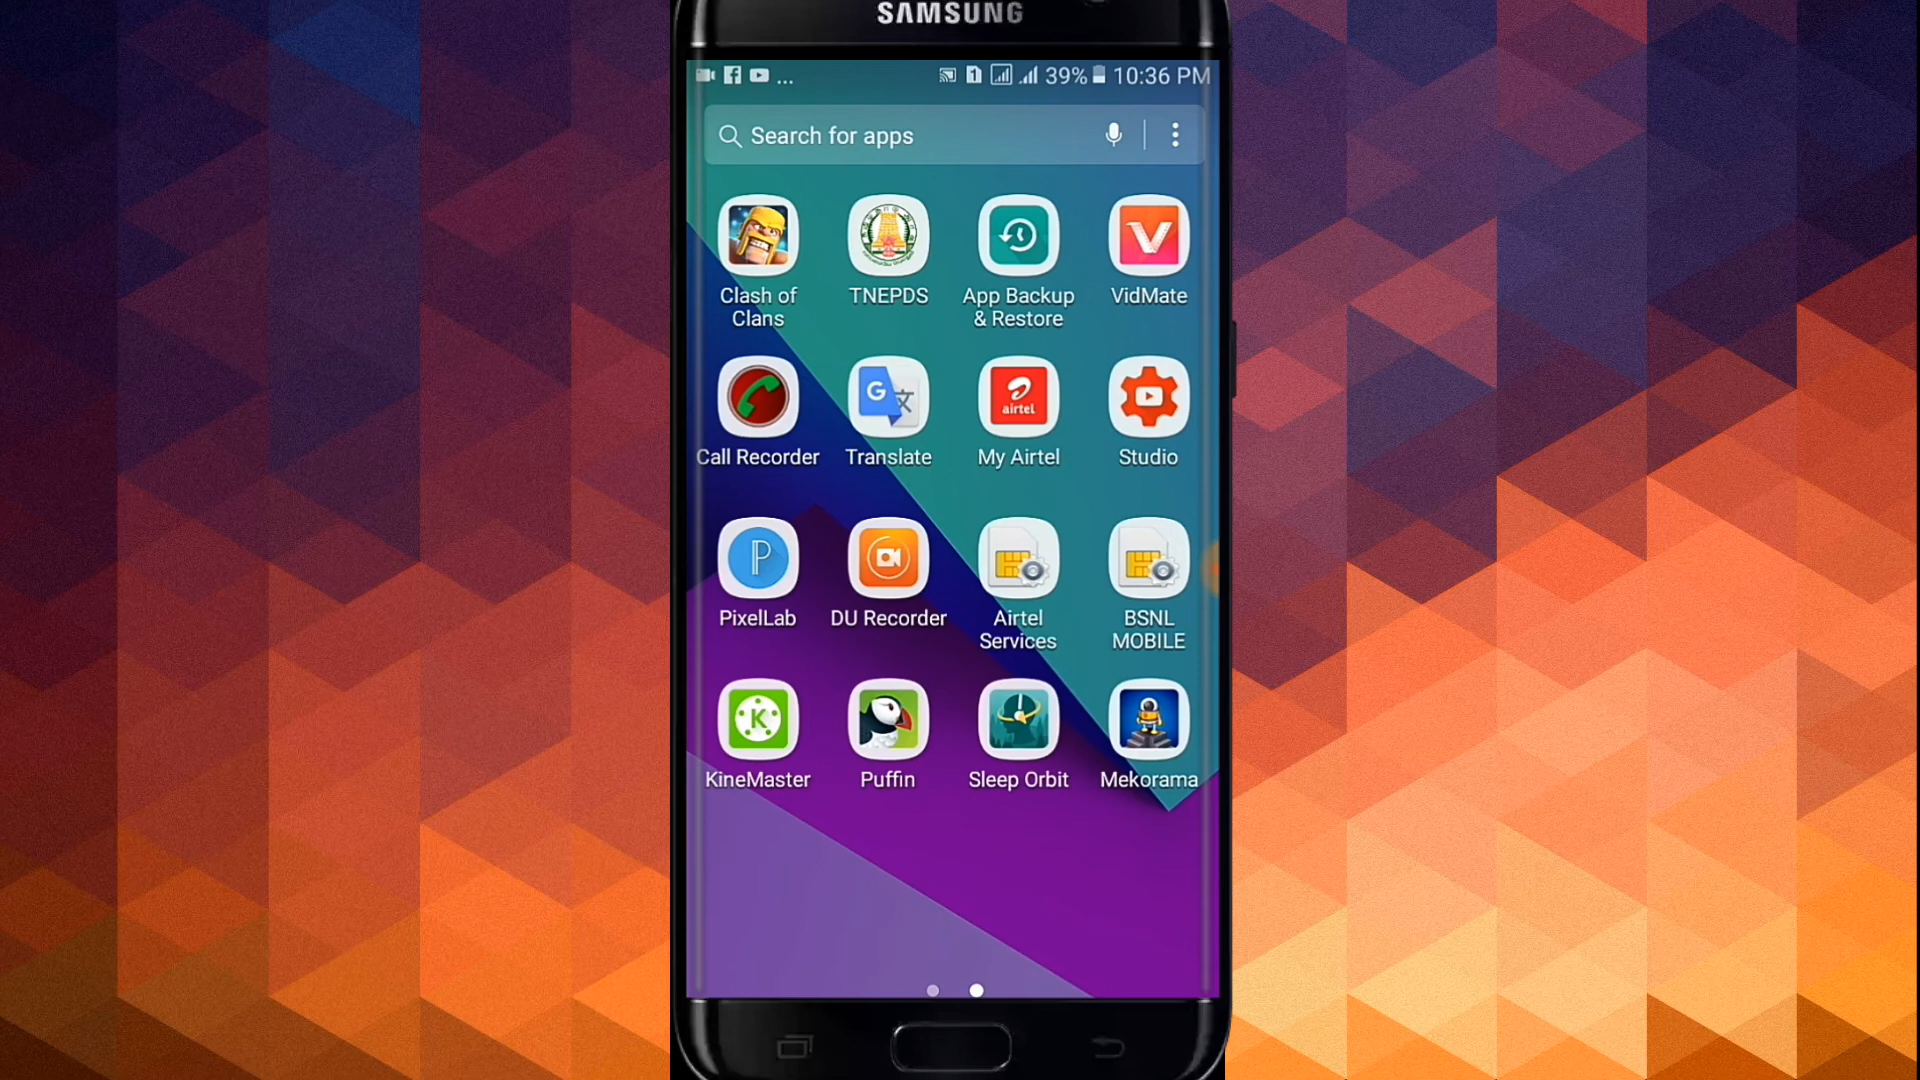 SAMSUNG
... 1 39% 10:36 PM
Search for apps
Clash of
Clans
TNEPDS
App Backup
& Restore
VidMate
Call Recorder
Translate
airtel
My Airtel
Studio
PixelLab
DU Recorder
Airtel
Services
BSNL
MOBILE
KineMaster
Puffin
Sleep Orbit
Mekorama